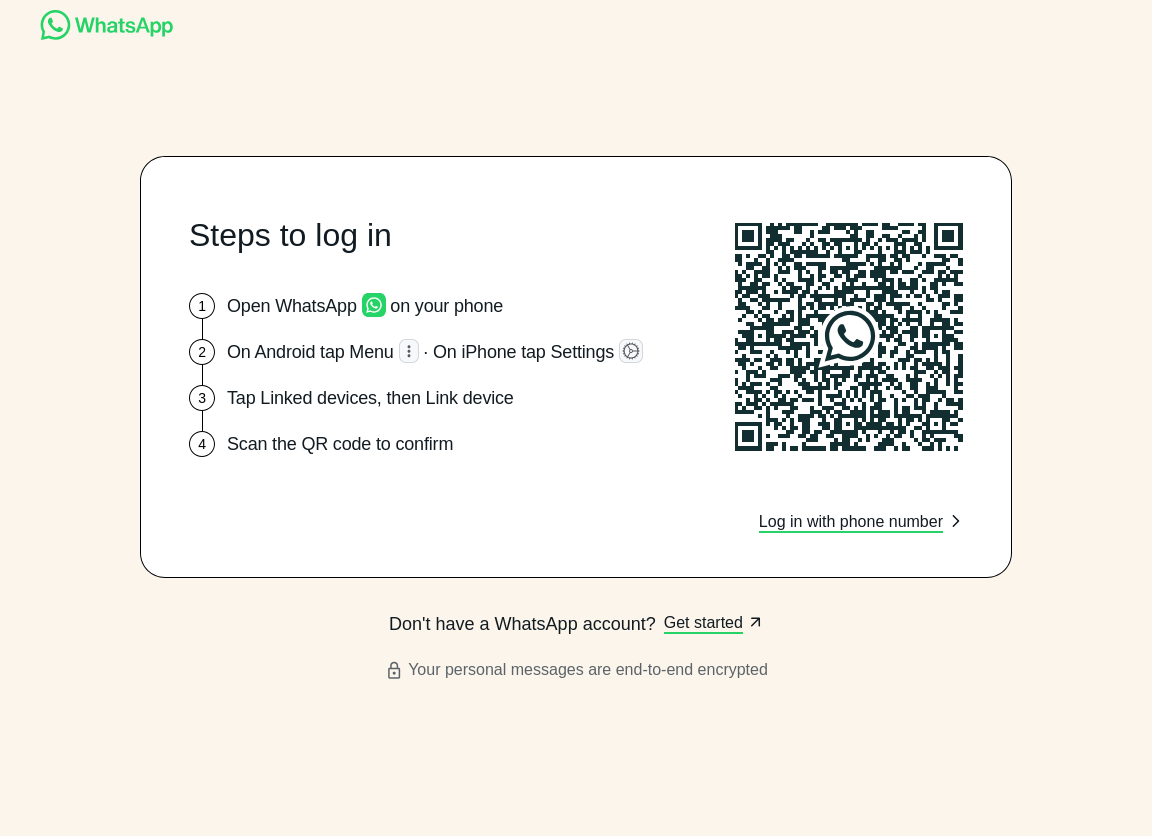 WhatsApp
Steps to log in
1 Open WhatsApp on your phone
2 On Android tap Menu · On iPhone tap Settings
3 Tap Linked devices, then Link device
4 Scan the QR code to confirm
Log in with phone number
Don't have a WhatsApp account? Get started
Your personal messages are end-to-end encrypted